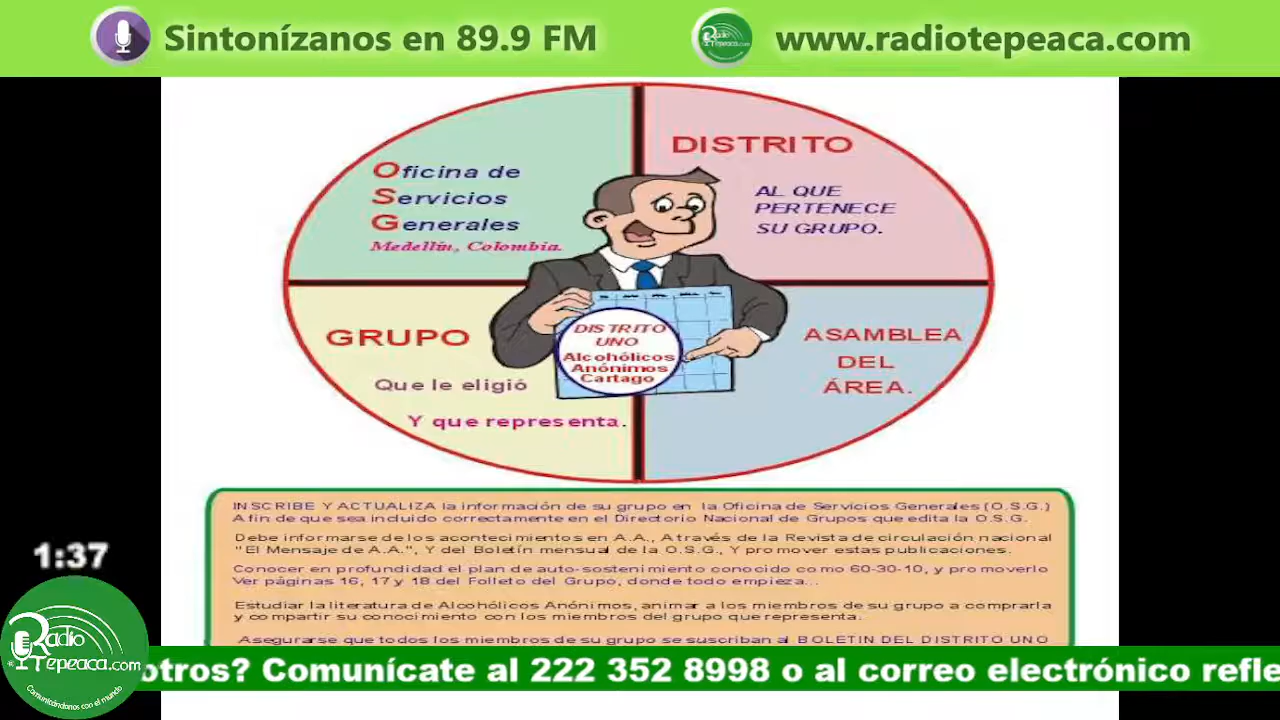 Sintonízanos en 89.9 FM
www.radiotepeaca.com
Oficina de
Servicios
Generales
Medellín, Colombia.
DISTRITO
AL QUE
PERTENECE
SU GRUPO.
GRUPO
Que le eligió
Y que representa.
DISTRITO
UNO
Alcohólicos
Anónimos
Cartago
ASAMBLEA
DEL
ÁREA.
INSCRIBE Y ACTUALIZA la información de su grupo en la Oficina de Servicios Generales (O.S.G.)
A fin de que sea incluido correctamente en el Directorio Nacional de Grupos que edita la O.S.G.
Debe informarse de los acontecimientos en A.A., A través de la Revista de circulación nacional
"El Mensaje de A.A.", Y del Boletín mensual de la O.S.G., Y promover estas publicaciones.
Conocer en profundidad el plan de auto-sostenimiento conocido como 60-30-10, y promoverlo
Ver páginas 16, 17 y 18 del Folleto del Grupo, donde todo empieza...
Estudiar la literatura de Alcohólicos Anónimos, animar a los miembros de su grupo a comprarla
y compartir su conocimiento con los miembros del grupo que representa.
Asegurarse que todos los miembros de su grupo se suscriban al BOLETIN DEL DISTRITO UNO
1:37
Radio
Tepeaca.com
Comunicándonos con el mundo
otros? Comunícate al 222 352 8998 o al correo electrónico refle